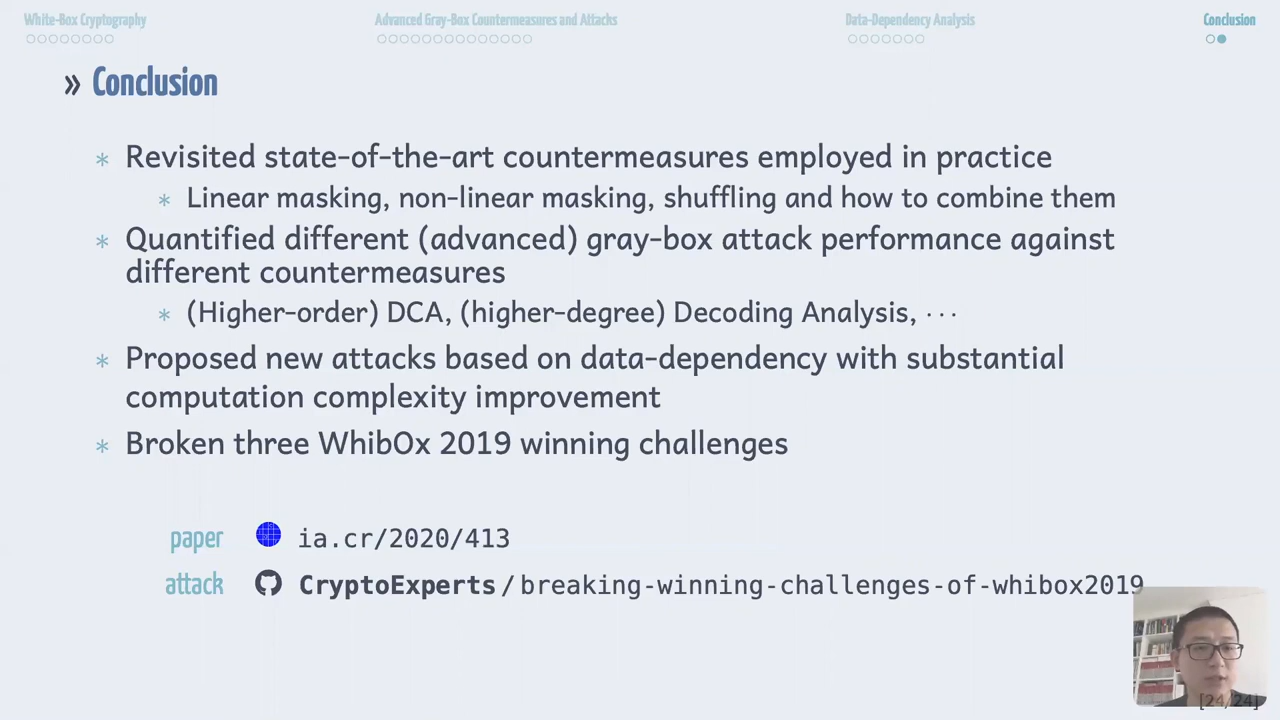 White-Box Cryptography Advanced Gray-Box Countermeasures and Attacks Data-Dependency Analysis Conclusion
» Conclusion
* Revisited state-of-the-art countermeasures employed in practice
* Linear masking, non-linear masking, shuffling and how to combine them
* Quantified different (advanced) gray-box attack performance against
different countermeasures
* (Higher-order) DCA, (higher-degree) Decoding Analysis, ···
* Proposed new attacks based on data-dependency with substantial
computation complexity improvement
* Broken three WhibOx 2019 winning challenges
paper ia.cr/2020/413
attack CryptoExperts/breaking-winning-challenges-of-whibox2019
[24/24]